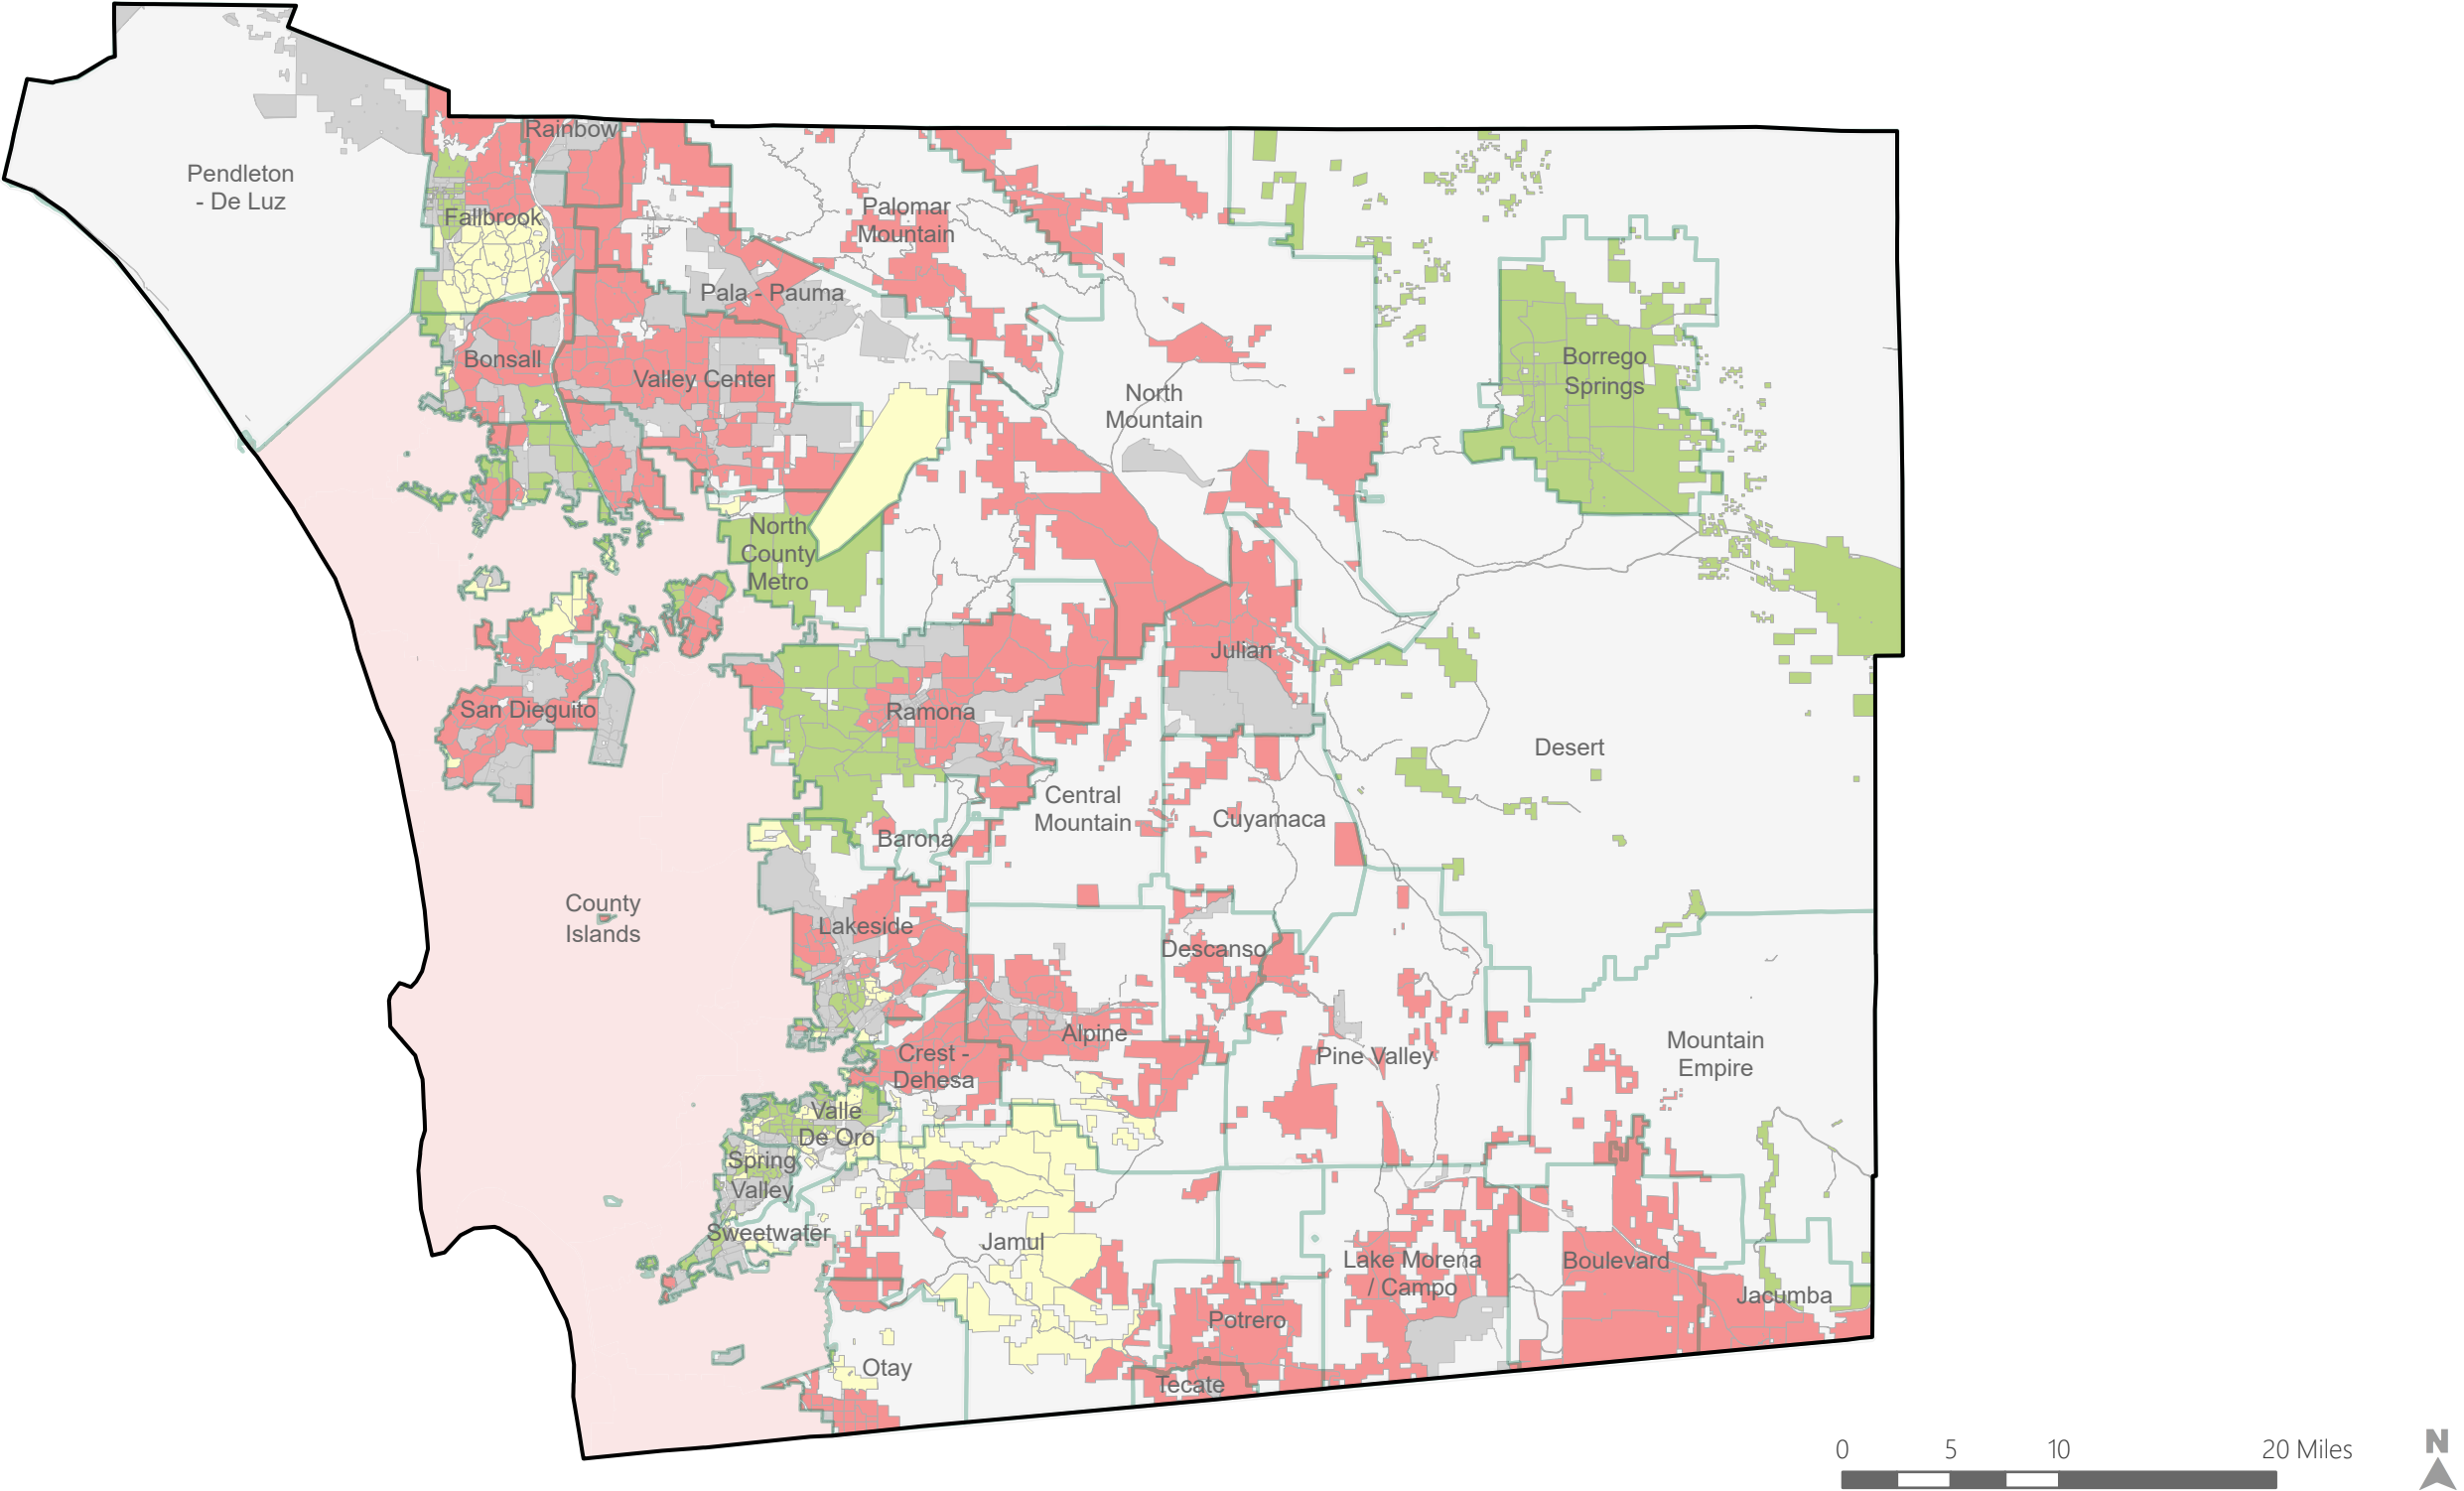 Rainbow
Pendleton
- De Luz
Fallbrook
Palomar
Mountain
Pala - Pauma
Bonsall
Valley Center
North
Mountain
Borrego
Springs
North
County
Metro
Julian
San Dieguito
Ramona
Desert
Central
Mountain
Cuyamaca
Barona
County
Islands
Lakeside
Descanso
Alpine
Crest -
Dehesa
Pine Valley
Mountain
Empire
Valle
De Oro
Spring
Valley
Sweetwater
Jamul
Lake Morena
/ Campo
Boulevard
Jacumba
Potrero
Otay
Tecate
0 5 10 20 Miles
N